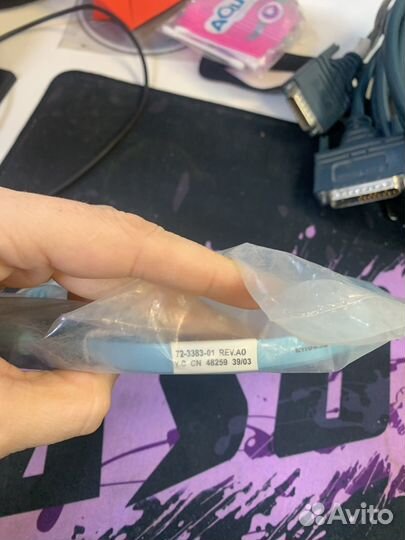 AQUA
72-3383-01 REV.A0
Y.C CN 48259 39/03
Avito